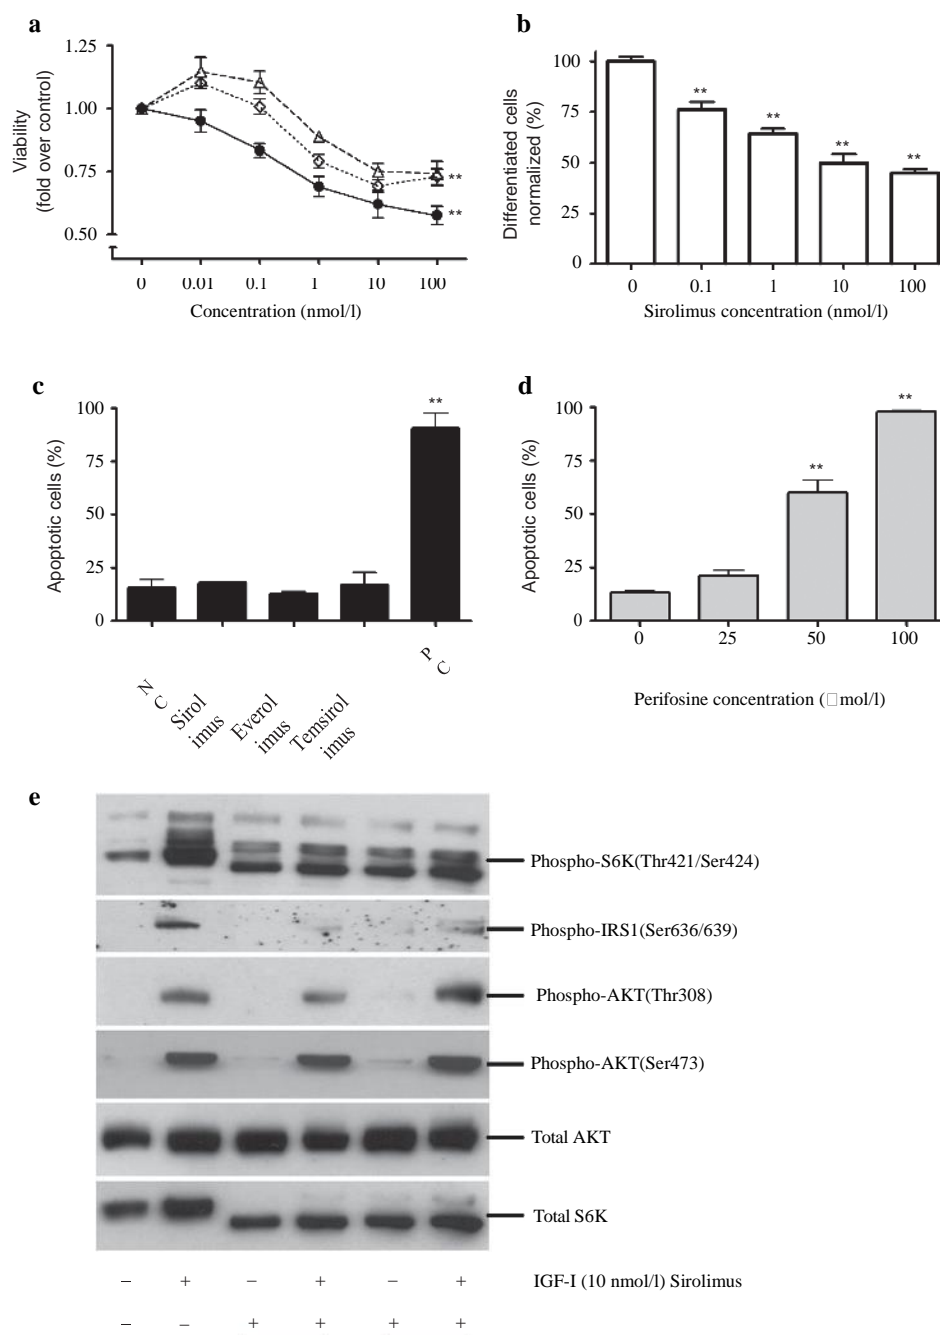 a
1.25
1.00
0.75
0.50
Viability
(fold over control)
**
**
0 0.01 0.1 1 10 100
Concentration (nmol/l)
b
100
75
50
25
0
Differentiated cells
normalized (%)
**
**
**
**
0 0.1 1 10 100
Sirolimus concentration (nmol/l)
c
100
75
50
25
0
Apoptotic cells (%)
**
N
C
Sirol
imus
Everol
imus
Temsirol
imus
P
C
d
100
75
50
25
0
Apoptotic cells (%)
**
**
0 25 50 100
Perifosine concentration (□mol/l)
e
Phospho-S6K(Thr421/Ser424)
Phospho-IRS1(Ser636/639)
Phospho-AKT(Thr308)
Phospho-AKT(Ser473)
Total AKT
Total S6K
– + – + – + IGF-I (10 nmol/l) Sirolimus
– – + + + +